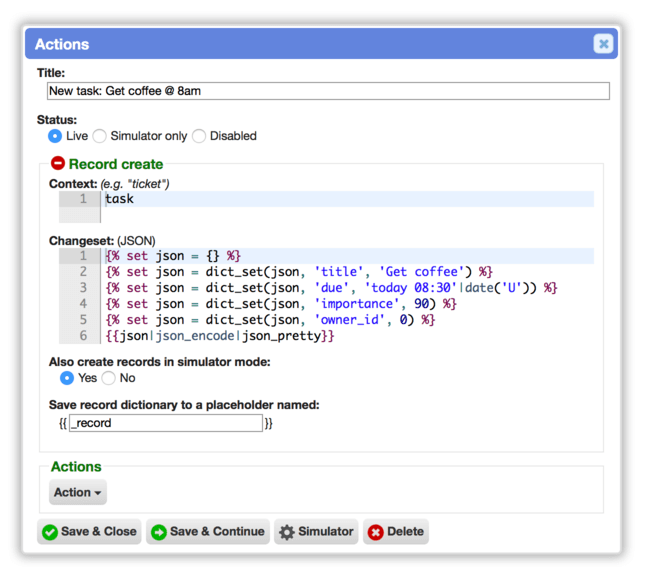 Actions
Title:
New task: Get coffee @ 8am
Status:
Live Simulator only Disabled
Record create
Context: (e.g. "ticket")
1 task
Changeset: (JSON)
1 {% set json = {} %}
2 {% set json = dict_set(json, 'title', 'Get coffee') %}
3 {% set json = dict_set(json, 'due', 'today 08:30'|date('U')) %}
4 {% set json = dict_set(json, 'importance', 90) %}
5 {% set json = dict_set(json, 'owner_id', 0) %}
6 {{json|json_encode|json_pretty}}
Also create records in simulator mode:
Yes No
Save record dictionary to a placeholder named:
{{ _record }}
Actions
Action
Save & Close Save & Continue Simulator Delete